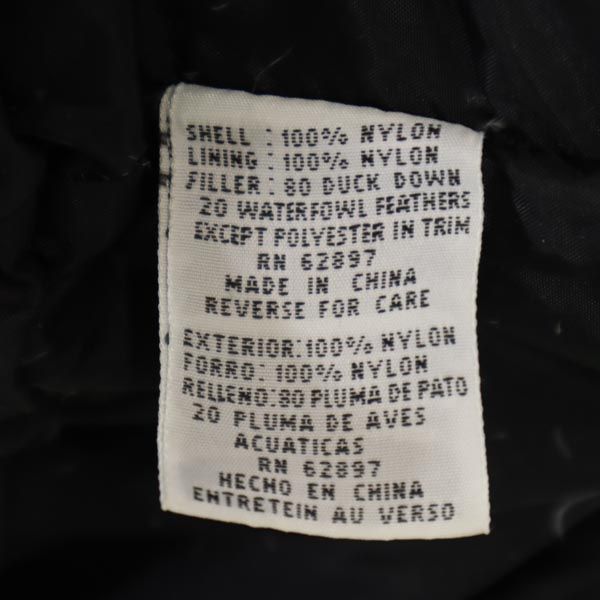 SHELL : 100% NYLON
LINING : 100% NYLON
FILLER : 80 DUCK DOWN
20 WATERFOWL FEATHERS
EXCEPT POLYESTER IN TRIM
RN 62897
MADE IN CHINA
REVERSE FOR CARE
EXTERIOR:100% NYLON
FORRO: 100% NYLON
RELLENO:80 PLUMA DE PATO
20 PLUMA DE AVES
ACUATICAS
RN 62897
HECHO EN CHINA
ENTRETEIN AU VERSO